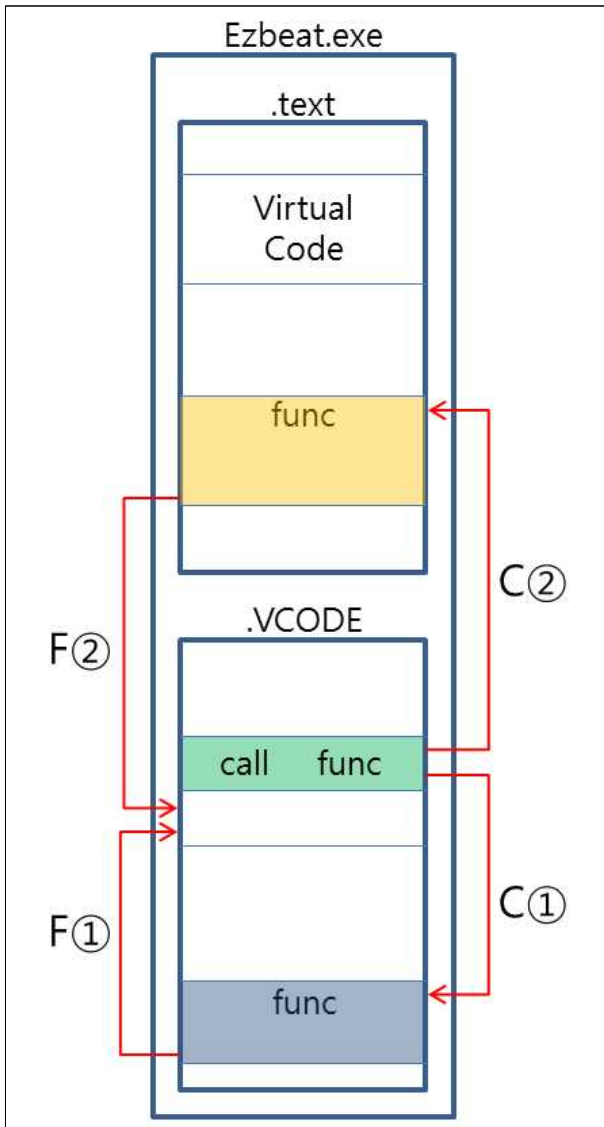 Ezbeat.exe
.text
Virtual
Code
func
C②
F②
.VCODE
call func
C①
F①
func